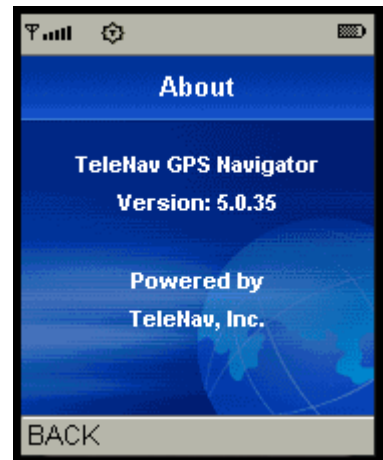 About
TeleNav GPS Navigator
Version: 5.0.35
Powered by
TeleNav, Inc.
BACK